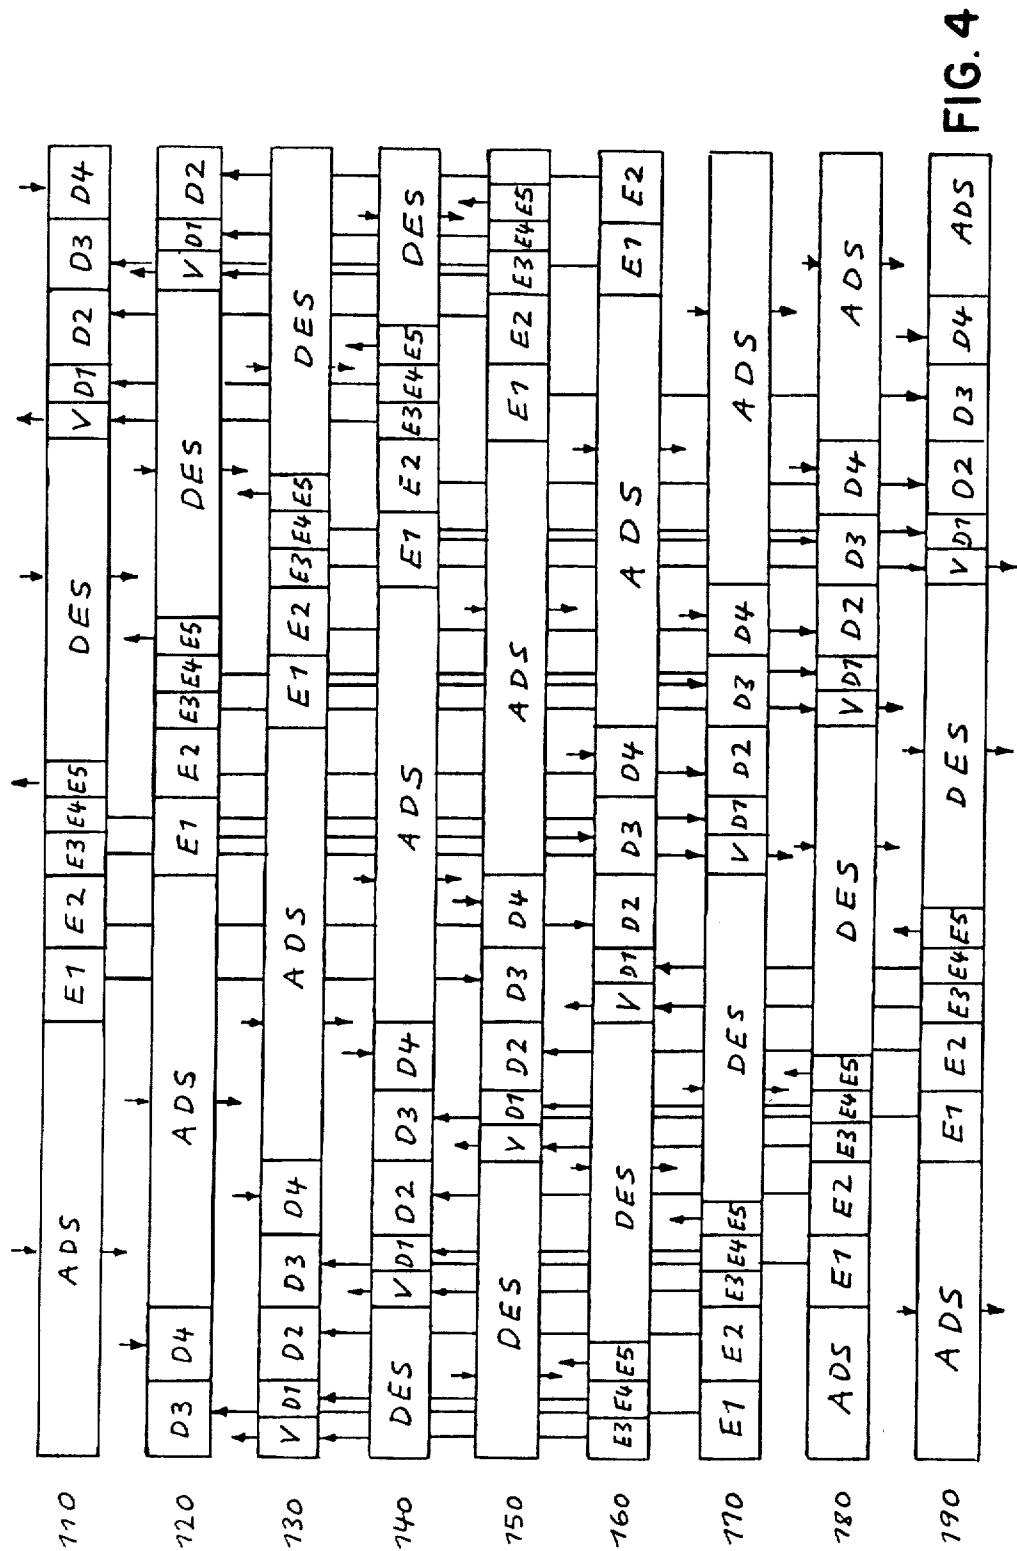 110 ADS E1 E2 E3 E4 E5 DES V D1 D2 D3 D4
120 D3 D4 ADS E1 E2 E3 E4 E5 DES V D1 D2
130 V D1 D2 D3 D4 ADS E1 E2 E3 E4 E5 DES
140 DES V D1 D2 D3 D4 ADS E1 E2 E3 E4 E5 DES
150 DES V D1 D2 D3 D4 ADS E1 E2 E3 E4 E5
160 E3 E4 E5 DES V D1 D2 D3 D4 ADS E1 E2
170 E1 E2 E3 E4 E5 DES V D1 D2 D3 D4 ADS
180 ADS E1 E2 E3 E4 E5 DES V D1 D2 D3 D4 ADS
190 ADS E1 E2 E3 E4 E5 DES V D1 D2 D3 D4 ADS
FIG. 4